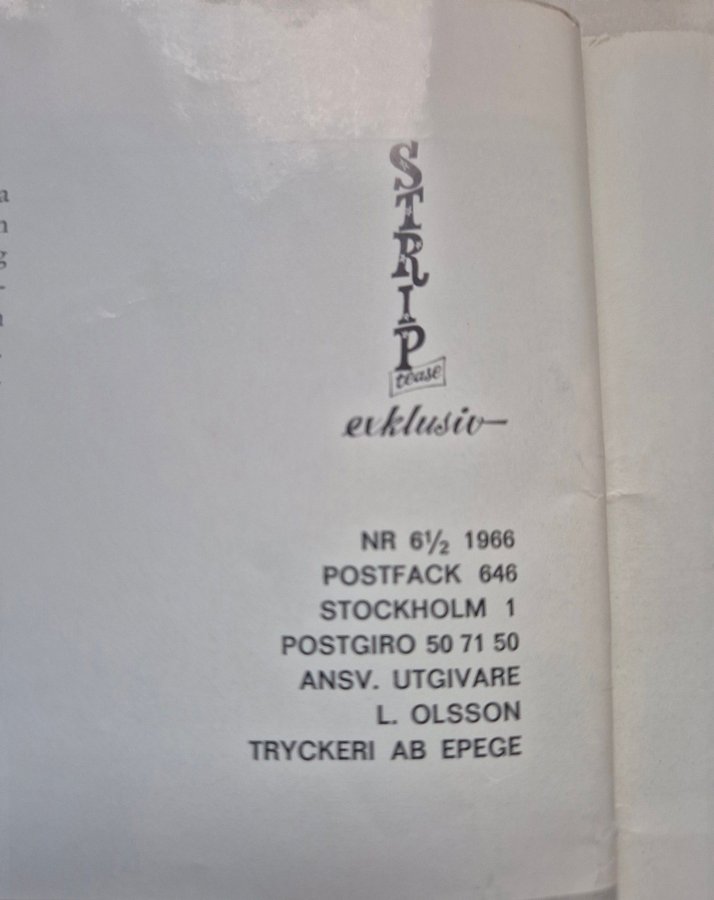 a
n
g
-
n
STRIP
tease
exklusiv
NR 6½ 1966
POSTFACK 646
STOCKHOLM 1
POSTGIRO 50 71 50
ANSV. UTGIVARE
L. OLSSON
TRYCKERI AB EPEGE